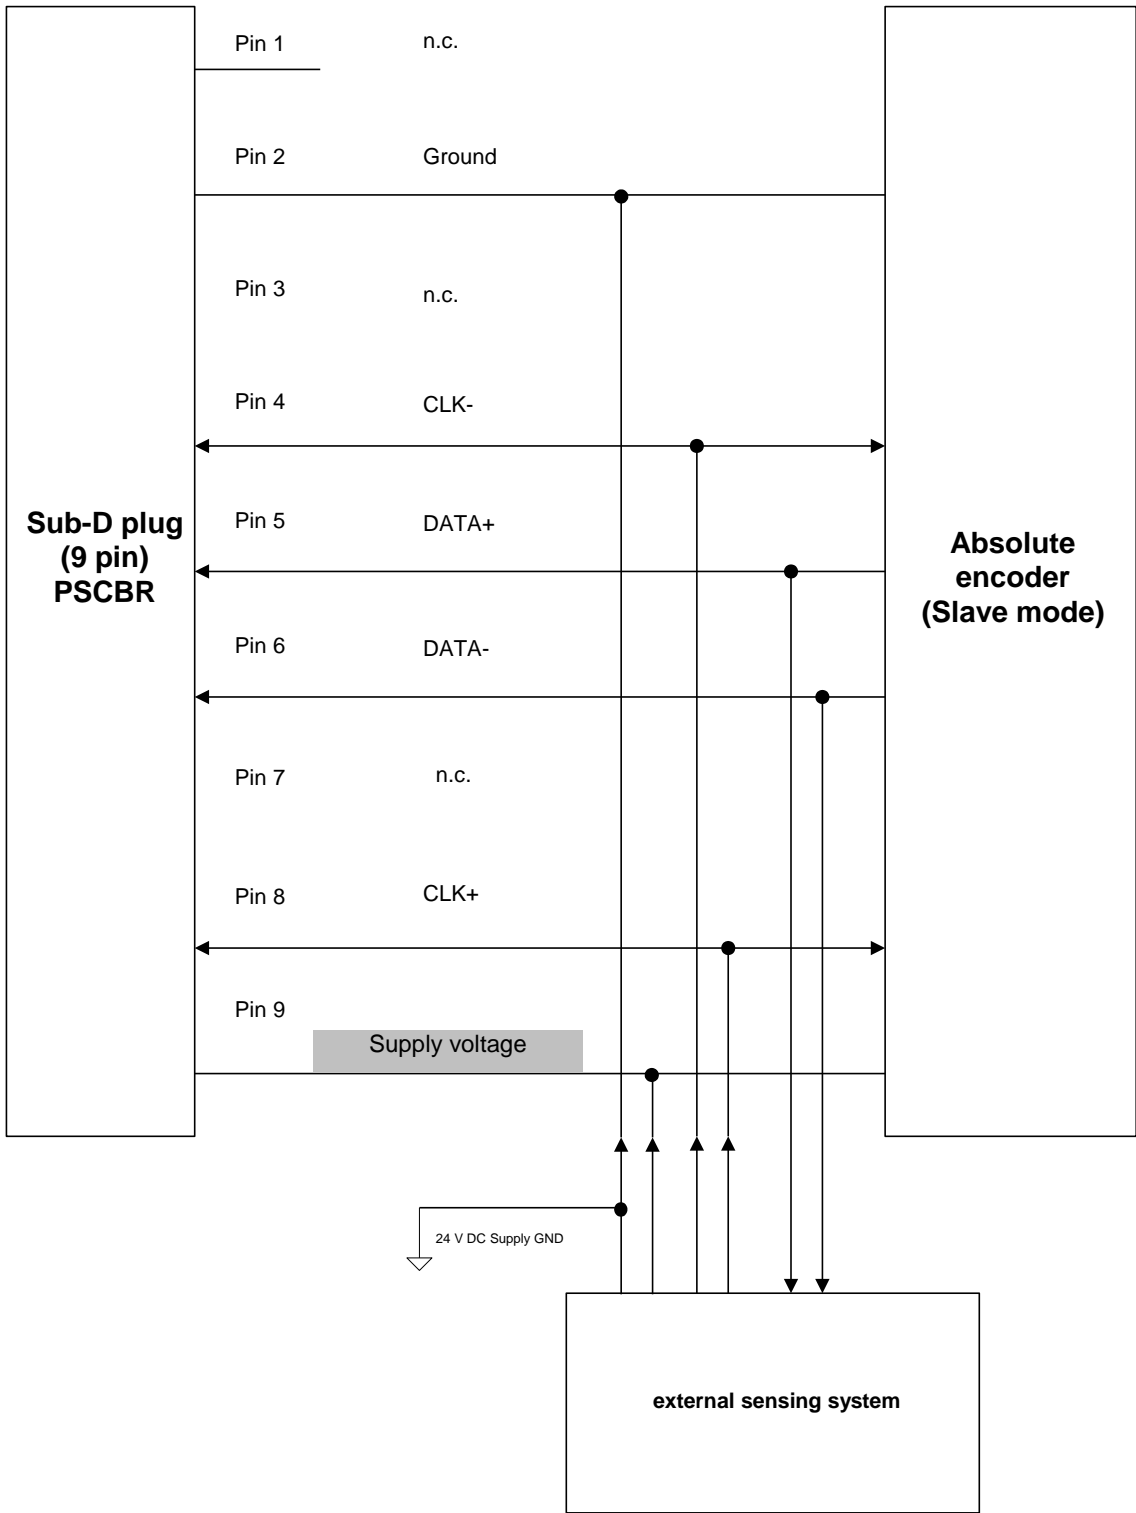 Pin 1
n.c.
Pin 2
Ground
Pin 3
n.c.
Pin 4
CLK-
Sub-D plug
(9 pin)
PSCBR
Pin 5
DATA+
Absolute
encoder
(Slave mode)
Pin 6
DATA-
Pin 7
n.c.
Pin 8
CLK+
Pin 9
Supply voltage
24 V DC Supply GND
external sensing system